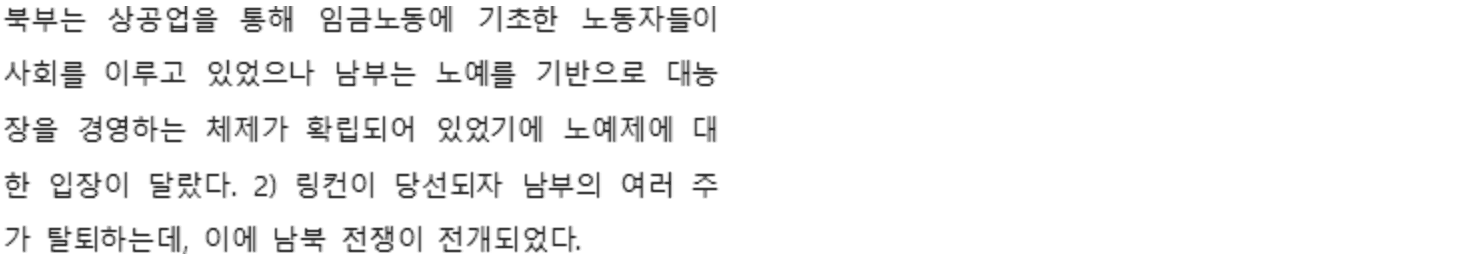 북부는 상공업을 통해 임금노동에 기초한 노동자들이
사회를 이루고 있었으나 남부는 노예를 기반으로 대농
장을 경영하는 체제가 확립되어 있었기에 노예제에 대
한 입장이 달랐다. 2) 링컨이 당선되자 남부의 여러 주
가 탈퇴하는데, 이에 남북 전쟁이 전개되었다.